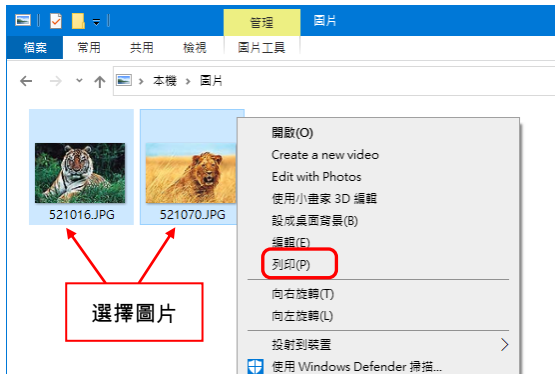 管理
圖片
檔案
常用
共用
檢視
圖片工具
本機 › 圖片
521016.JPG
521070.JPG
選擇圖片
開啟(O)
Create a new video
Edit with Photos
使用小畫家 3D 編輯
設成桌面背景(B)
編輯(E)
列印(P)
向右旋轉(T)
向左旋轉(L)
投射到裝置
使用 Windows Defender 掃描...